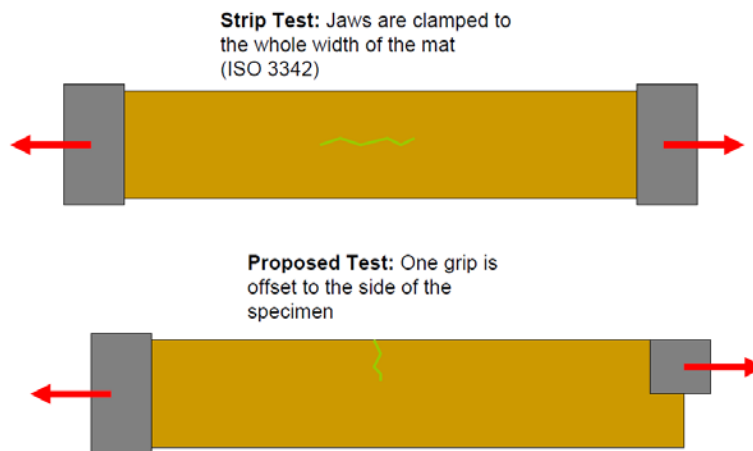 Strip Test: Jaws are clamped to
the whole width of the mat
(ISO 3342)
Proposed Test: One grip is
offset to the side of the
specimen